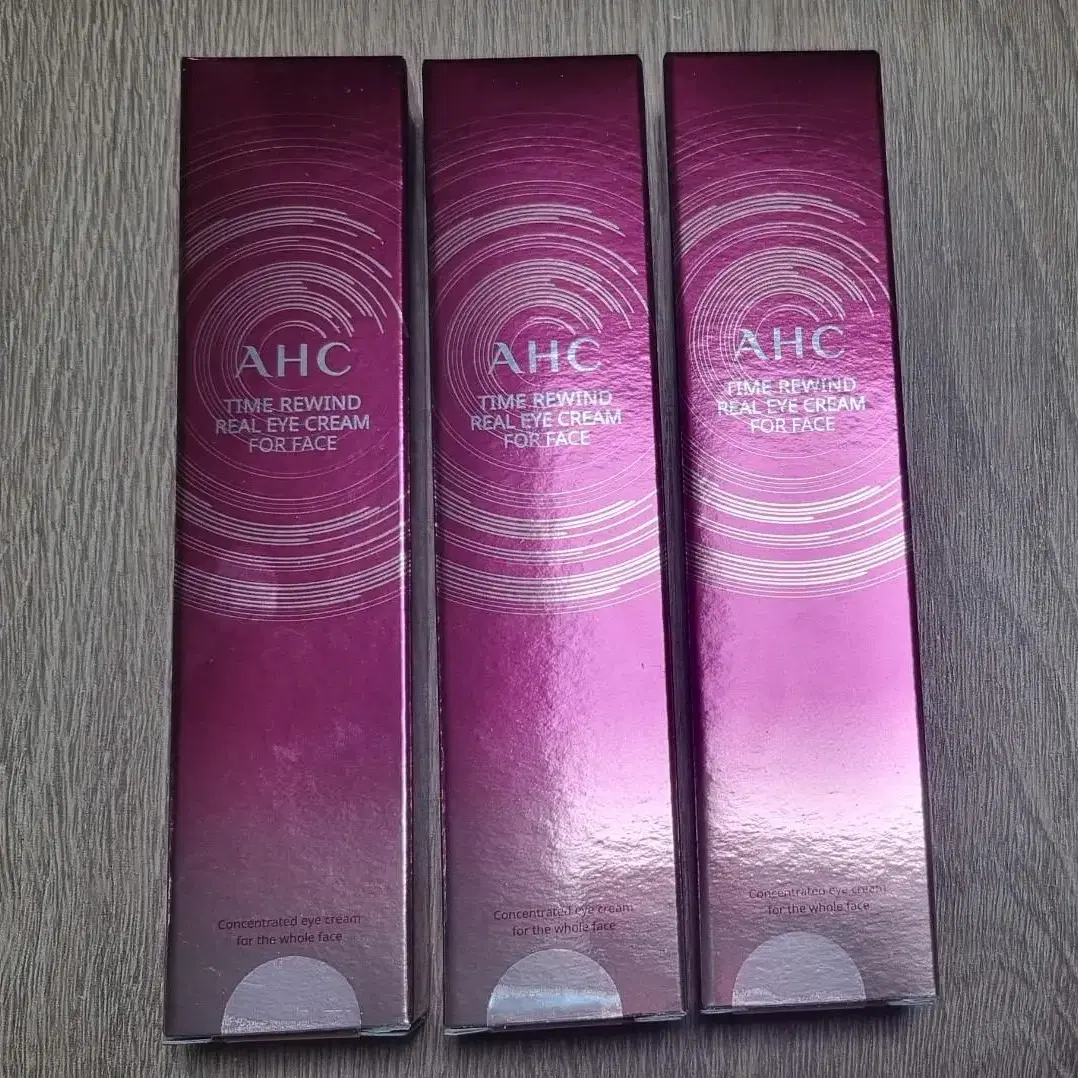 AHC
TIME REWIND
REAL EYE CREAM
FOR FACE
Concentrated eye cream
for the whole face
AHC
TIME REWIND
REAL EYE CREAM
FOR FACE
Concentrated eye cream
for the whole face
AHC
TIME REWIND
REAL EYE CREAM
FOR FACE
Concentrated eye cream
for the whole face